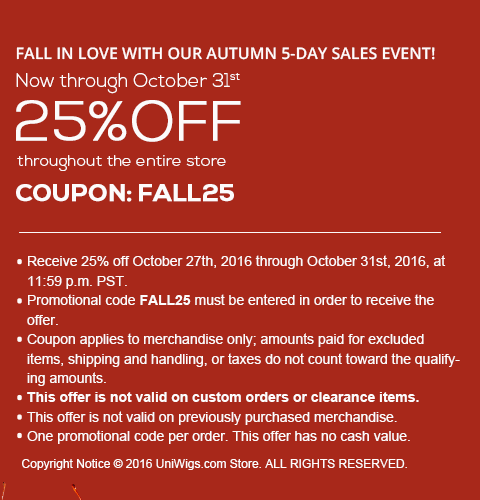 FALL IN LOVE WITH OUR AUTUMN 5-DAY SALES EVENT!
Now through October 31st
25%OFF
throughout the entire store
COUPON: FALL25
• Receive 25% off October 27th, 2016 through October 31st, 2016, at
11:59 p.m. PST.
• Promotional code FALL25 must be entered in order to receive the
offer.
• Coupon applies to merchandise only; amounts paid for excluded
items, shipping and handling, or taxes do not count toward the qualify-
ing amounts.
• This offer is not valid on custom orders or clearance items.
• This offer is not valid on previously purchased merchandise.
• One promotional code per order. This offer has no cash value.
Copyright Notice © 2016 UniWigs.com Store. ALL RIGHTS RESERVED.